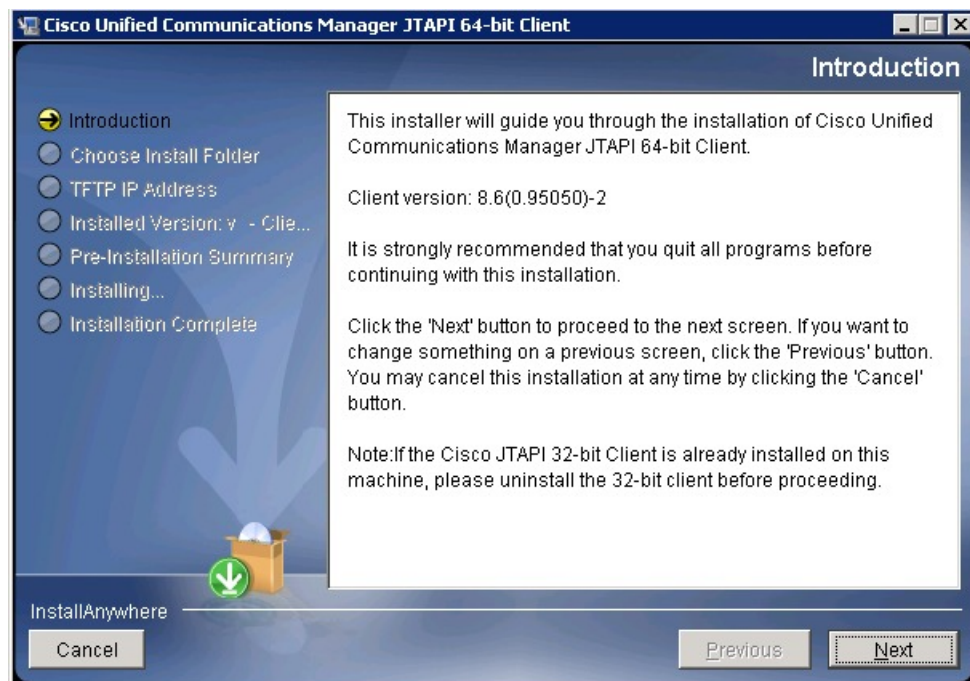 Cisco Unified Communications Manager JTAPI 64-bit Client
Introduction
Introduction
Choose Install Folder
TFTP IP Address
Installed Version: v - Clie...
Pre-Installation Summary
Installing...
Installation Complete
This installer will guide you through the installation of Cisco Unified
Communications Manager JTAPI 64-bit Client.
Client version: 8.6(0.95050)-2
It is strongly recommended that you quit all programs before
continuing with this installation.
Click the 'Next' button to proceed to the next screen. If you want to
change something on a previous screen, click the 'Previous' button.
You may cancel this installation at any time by clicking the 'Cancel'
button.
Note:If the Cisco JTAPI 32-bit Client is already installed on this
machine, please uninstall the 32-bit client before proceeding.
InstallAnywhere
Cancel
Previous
Next